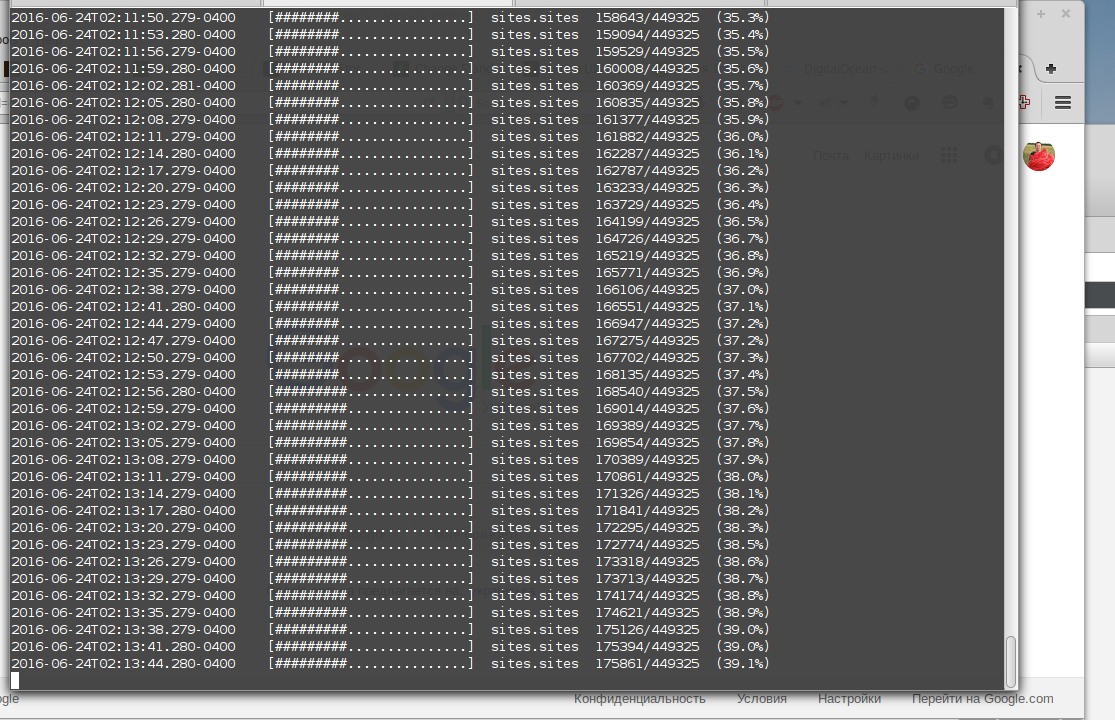 2016-06-24T02:11:50.279-0400 [########................] sites.sites 158643/449325 (35.3%)
2016-06-24T02:11:53.280-0400 [########................] sites.sites 159094/449325 (35.4%)
2016-06-24T02:11:56.279-0400 [########................] sites.sites 159529/449325 (35.5%)
2016-06-24T02:11:59.280-0400 [########................] sites.sites 160008/449325 (35.6%)
2016-06-24T02:12:02.281-0400 [########................] sites.sites 160369/449325 (35.7%)
2016-06-24T02:12:05.280-0400 [########................] sites.sites 160835/449325 (35.8%)
2016-06-24T02:12:08.279-0400 [########................] sites.sites 161377/449325 (35.9%)
2016-06-24T02:12:11.279-0400 [########................] sites.sites 161882/449325 (36.0%)
2016-06-24T02:12:14.280-0400 [########................] sites.sites 162287/449325 (36.1%)
2016-06-24T02:12:17.279-0400 [########................] sites.sites 162787/449325 (36.2%)
2016-06-24T02:12:20.279-0400 [########................] sites.sites 163233/449325 (36.3%)
2016-06-24T02:12:23.279-0400 [########................] sites.sites 163729/449325 (36.4%)
2016-06-24T02:12:26.279-0400 [########................] sites.sites 164199/449325 (36.5%)
2016-06-24T02:12:29.279-0400 [########................] sites.sites 164726/449325 (36.7%)
2016-06-24T02:12:32.279-0400 [########................] sites.sites 165219/449325 (36.8%)
2016-06-24T02:12:35.279-0400 [########................] sites.sites 165771/449325 (36.9%)
2016-06-24T02:12:38.279-0400 [########................] sites.sites 166106/449325 (37.0%)
2016-06-24T02:12:41.280-0400 [########................] sites.sites 166551/449325 (37.1%)
2016-06-24T02:12:44.279-0400 [########................] sites.sites 166947/449325 (37.2%)
2016-06-24T02:12:47.279-0400 [########................] sites.sites 167275/449325 (37.2%)
2016-06-24T02:12:50.279-0400 [########................] sites.sites 167702/449325 (37.3%)
2016-06-24T02:12:53.279-0400 [########................] sites.sites 168135/449325 (37.4%)
2016-06-24T02:12:56.280-0400 [#########...............] sites.sites 168540/449325 (37.5%)
2016-06-24T02:12:59.279-0400 [#########...............] sites.sites 169014/449325 (37.6%)
2016-06-24T02:13:02.279-0400 [#########...............] sites.sites 169389/449325 (37.7%)
2016-06-24T02:13:05.279-0400 [#########...............] sites.sites 169854/449325 (37.8%)
2016-06-24T02:13:08.279-0400 [#########...............] sites.sites 170389/449325 (37.9%)
2016-06-24T02:13:11.279-0400 [#########...............] sites.sites 170861/449325 (38.0%)
2016-06-24T02:13:14.279-0400 [#########...............] sites.sites 171326/449325 (38.1%)
2016-06-24T02:13:17.280-0400 [#########...............] sites.sites 171841/449325 (38.2%)
2016-06-24T02:13:20.279-0400 [#########...............] sites.sites 172295/449325 (38.3%)
2016-06-24T02:13:23.279-0400 [#########...............] sites.sites 172774/449325 (38.5%)
2016-06-24T02:13:26.279-0400 [#########...............] sites.sites 173318/449325 (38.6%)
2016-06-24T02:13:29.279-0400 [#########...............] sites.sites 173713/449325 (38.7%)
2016-06-24T02:13:32.279-0400 [#########...............] sites.sites 174174/449325 (38.8%)
2016-06-24T02:13:35.279-0400 [#########...............] sites.sites 174621/449325 (38.9%)
2016-06-24T02:13:38.279-0400 [#########...............] sites.sites 175126/449325 (39.0%)
2016-06-24T02:13:41.280-0400 [#########...............] sites.sites 175394/449325 (39.0%)
2016-06-24T02:13:44.280-0400 [#########...............] sites.sites 175861/449325 (39.1%)
DigitalOcean Google
Почта Картинки
gle Конфиденциальность Условия Настройки Перейти на Google.com